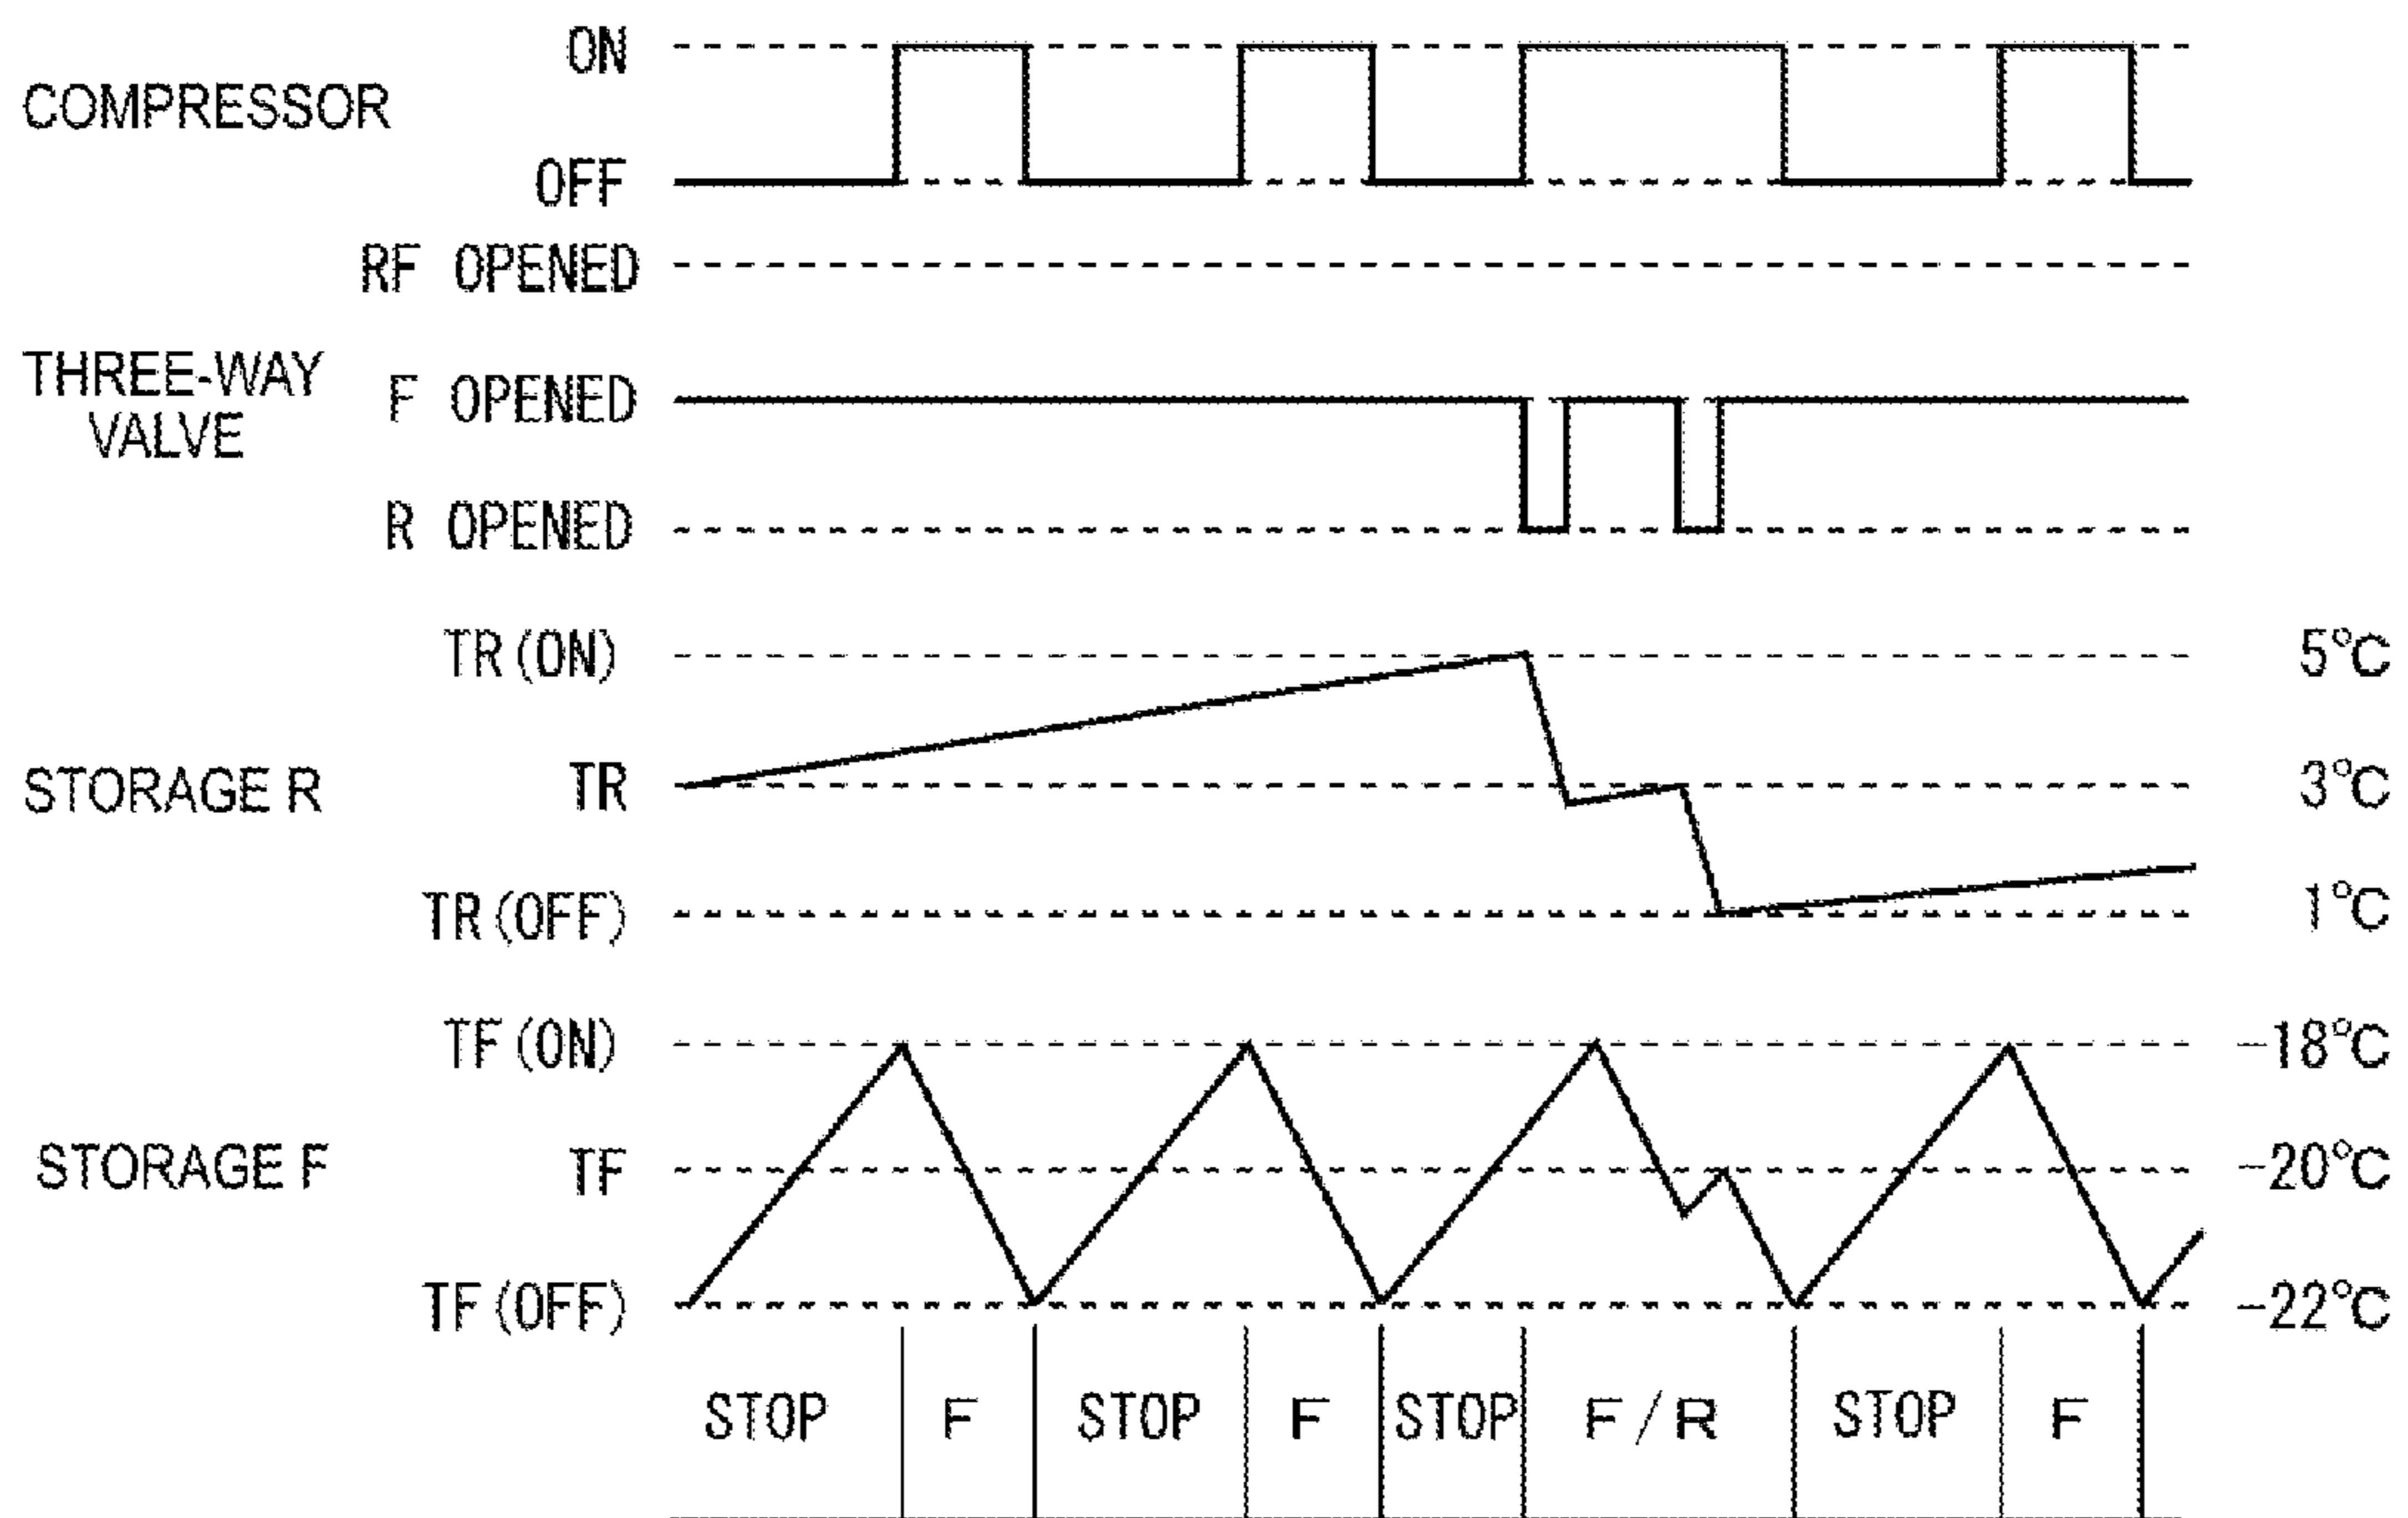 ON
COMPRESSOR
OFF
RF OPENED
THREE-WAY
VALVE
F OPENED
R OPENED
TR (ON)
5°C
STORAGE R
TR
3°C
TR (OFF)
1°C
TF (ON)
-18°C
STORAGE F
TF
-20°C
TF (OFF)
-22°C
STOP F STOP F STOP F/R STOP F